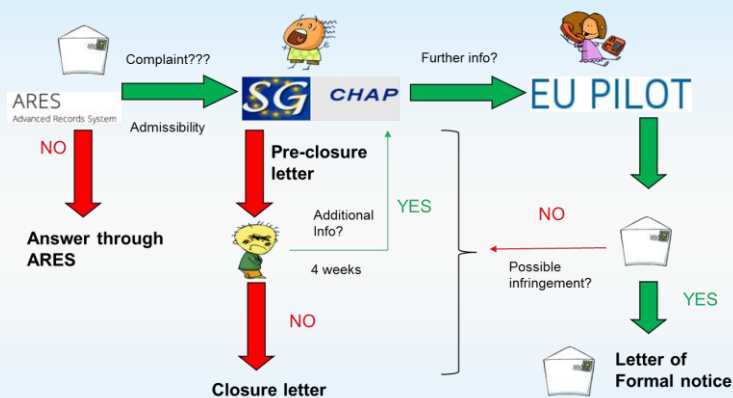 Complaint???
Further info?
ARES
Advanced Records System
SG
CHAP
EU PILOT
Admissibility
NO
Pre-closure
letter
Answer through
ARES
Additional
Info?
YES
4 weeks
NO
Possible
infringement?
YES
NO
Closure letter
Letter of
Formal notice